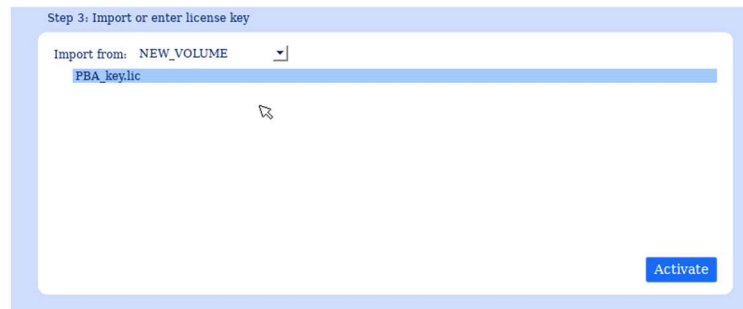 Step 3: Import or enter license key
Import from: NEW_VOLUME
PBA_key.lic
Activate